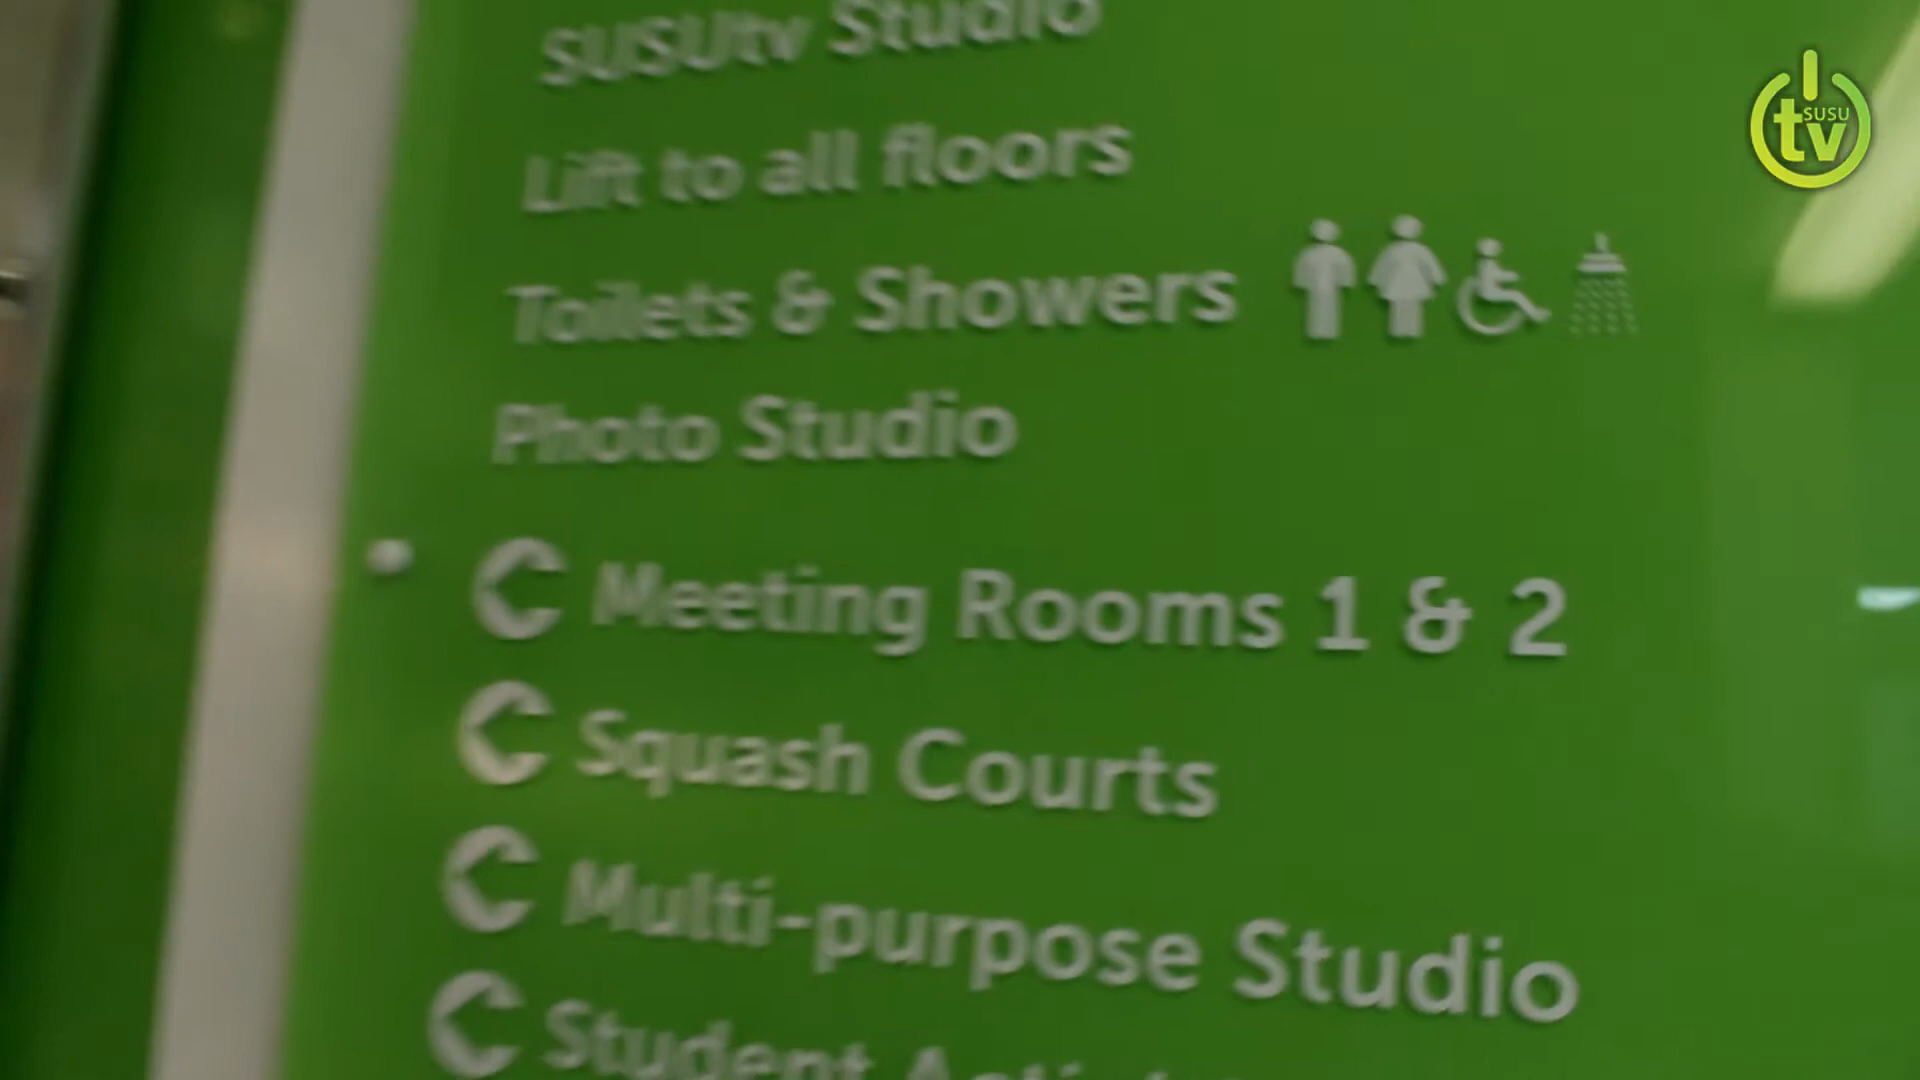 SUSUtv Studio
Lift to all floors
Toilets & Showers
Photo Studio
Meeting Rooms 1 & 2
Squash Courts
Multi-purpose Studio
Student
SUSU
tv